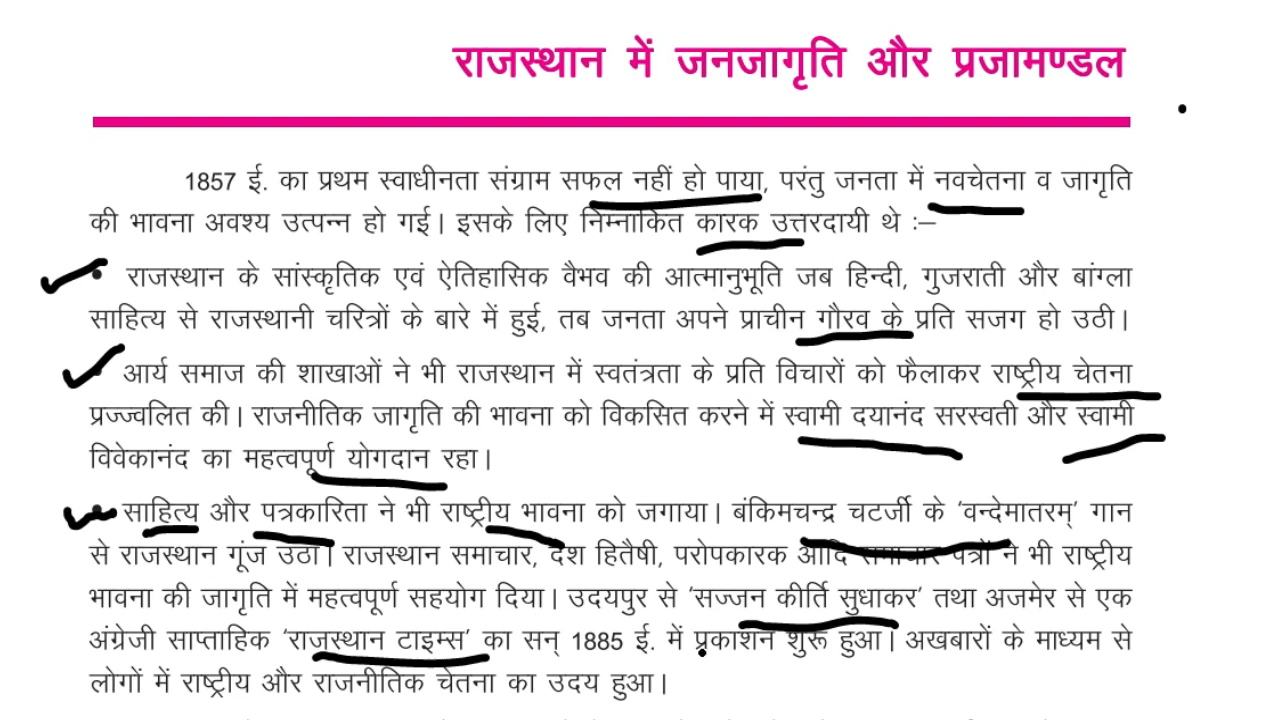 राजस्थान में जनजागृति और प्रजामण्डल
1857 ई. का प्रथम स्वाधीनता संग्राम सफल नहीं हो पाया, परंतु जनता में नवचेतना व जागृति
की भावना अवश्य उत्पन्न हो गई। इसके लिए निम्नांकित कारक उत्तरदायी थे :–
• राजस्थान के सांस्कृतिक एवं ऐतिहासिक वैभव की आत्मानुभूति जब हिन्दी, गुजराती और बांग्ला
साहित्य से राजस्थानी चरित्रों के बारे में हुई, तब जनता अपने प्राचीन गौरव के प्रति सजग हो उठी।
• आर्य समाज की शाखाओं ने भी राजस्थान में स्वतंत्रता के प्रति विचारों को फैलाकर राष्ट्रीय चेतना
प्रज्ज्वलित की। राजनीतिक जागृति की भावना को विकसित करने में स्वामी दयानंद सरस्वती और स्वामी
विवेकानंद का महत्वपूर्ण योगदान रहा।
• साहित्य और पत्रकारिता ने भी राष्ट्रीय भावना को जगाया। बंकिमचन्द्र चटर्जी के 'वन्देमातरम्' गान
से राजस्थान गूंज उठा। राजस्थान समाचार, देश हितैषी, परोपकारक आदि समाचार पत्रों ने भी राष्ट्रीय
भावना की जागृति में महत्वपूर्ण सहयोग दिया। उदयपुर से 'सज्जन कीर्ति सुधाकर' तथा अजमेर से एक
अंग्रेजी साप्ताहिक 'राजस्थान टाइम्स' का सन् 1885 ई. में प्रकाशन शुरू हुआ। अखबारों के माध्यम से
लोगों में राष्ट्रीय और राजनीतिक चेतना का उदय हुआ।